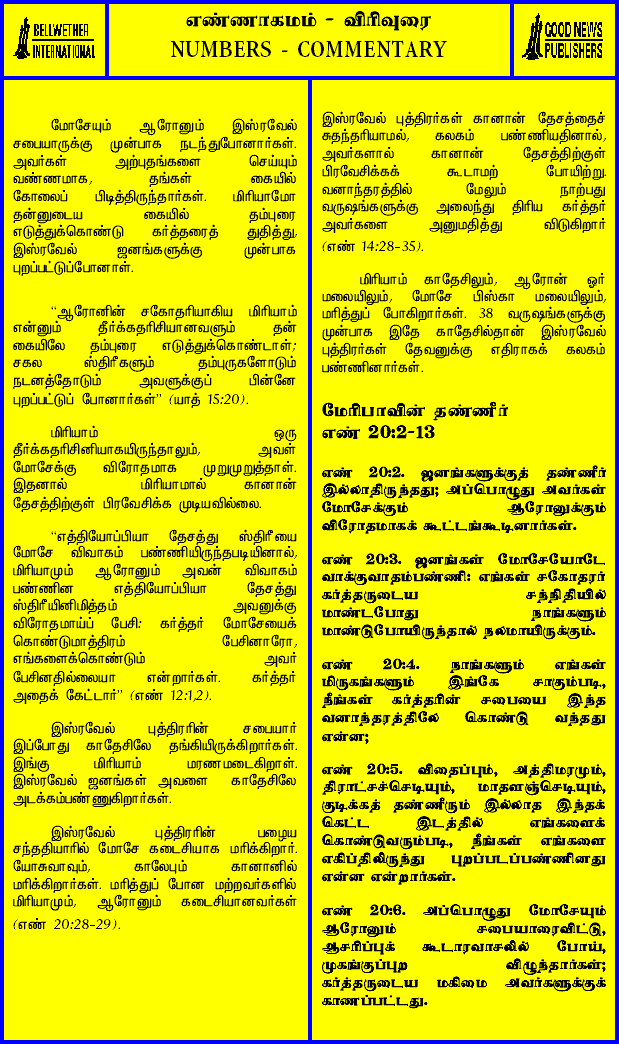 BELLWETHER
INTERNATIONAL
எண்ணாகமம் - விரிவுரை
NUMBERS - COMMENTARY
GOOD NEWS
PUBLISHERS
மோசேயும் ஆரோனும் இஸ்ரவேல்
சபையாருக்கு முன்பாக நடந்துபோனார்கள்.
அவர்கள் அற்புதங்களை செய்யும்
வண்ணமாக, தங்கள் கையில்
கோலைப் பிடித்திருந்தார்கள். மிரியாமோ
தன்னுடைய கையில் தம்புரை
எடுத்துக்கொண்டு கர்த்தரைத் துதித்து,
இஸ்ரவேல் ஜனங்களுக்கு முன்பாக
புறப்பட்டுப்போனாள்.
“ஆரோனின் சகோதரியாகிய மிரியாம்
என்னும் தீர்க்கதரிசியானவளும் தன்
கையிலே தம்புரை எடுத்துக்கொண்டாள்;
சகல ஸ்திரீகளும் தம்புருகளோடும்
நடனத்தோடும் அவளுக்குப் பின்னே
புறப்பட்டுப் போனார்கள்” (யாத் 15:20).
மிரியாம் ஒரு
தீர்க்கதரிசினியாகயிருந்தாலும், அவள்
மோசேக்கு விரோதமாக முறுமுறுத்தாள்.
இதனால் மிரியாமால் கானான்
தேசத்திற்குள் பிரவேசிக்க முடியவில்லை.
“எத்தியோப்பியா தேசத்து ஸ்திரீயை
மோசே விவாகம் பண்ணியிருந்தபடியினால்,
மிரியாமும் ஆரோனும் அவன் விவாகம்
பண்ணின எத்தியோப்பியா தேசத்து
ஸ்திரீயினிமித்தம் அவனுக்கு
விரோதமாய்ப் பேசி: கர்த்தர் மோசேயைக்
கொண்டுமாத்திரம் பேசினாரோ,
எங்களைக்கொண்டும் அவர்
பேசினதில்லையா என்றார்கள். கர்த்தர்
அதைக் கேட்டார்” (எண் 12:1,2).
இஸ்ரவேல் புத்திரரின் சபையார்
இப்போது காதேசிலே தங்கியிருக்கிறார்கள்.
இங்கு மிரியாம் மரணமடைகிறாள்.
இஸ்ரவேல் ஜனங்கள் அவளை காதேசிலே
அடக்கம்பண்ணுகிறார்கள்.
இஸ்ரவேல் புத்திரரின் பழைய
சந்ததியாரில் மோசே கடைசியாக மரிக்கிறார்.
யோசுவாவும், காலேபும் கானானில்
மரிக்கிறார்கள். மரித்துப் போன மற்றவர்களில்
மிரியாமும், ஆரோனும் கடைசியானவர்கள்
(எண் 20:28-29).
இஸ்ரவேல் புத்திரர்கள் கானான் தேசத்தைச்
சுதந்தரியாமல், கலகம் பண்ணியதினால்,
அவர்களால் கானான் தேசத்திற்குள்
பிரவேசிக்கக் கூடாமற் போயிற்று.
வனாந்தரத்தில் மேலும் நாற்பது
வருஷங்களுக்கு அலைந்து திரிய கர்த்தர்
அவர்களை அனுமதித்து விடுகிறார்
(எண் 14:28-35).
மிரியாம் காதேசிலும், ஆரோன் ஓர்
மலையிலும், மோசே பிஸ்கா மலையிலும்,
மரித்துப் போகிறார்கள். 38 வருஷங்களுக்கு
முன்பாக இதே காதேசில்தான் இஸ்ரவேல்
புத்திரர்கள் தேவனுக்கு எதிராகக் கலகம்
பண்ணினார்கள்.
மேரிபாவின் தண்ணீர்
எண் 20:2-13
எண் 20:2. ஜனங்களுக்குத் தண்ணீர்
இல்லாதிருந்தது; அப்பொழுது அவர்கள்
மோசேக்கும் ஆரோனுக்கும்
விரோதமாகக் கூட்டங்கூடினார்கள்.
எண் 20:3. ஜனங்கள் மோசேயோடே
வாக்குவாதம்பண்ணி: எங்கள் சகோதரர்
கர்த்தருடைய சந்நிதியில்
மாண்டபோது நாங்களும்
மாண்டுபோயிருந்தால் நலமாயிருக்கும்.
எண் 20:4. நாங்களும் எங்கள்
மிருகங்களும் இங்கே சாகும்படி,
நீங்கள் கர்த்தரின் சபையை இந்த
வனாந்தரத்திலே கொண்டு வந்தது
என்ன;
எண் 20:5. விதைப்பும், அத்திமரமும்,
திராட்சச்செடியும், மாதளஞ்செடியும்,
குடிக்கத் தண்ணீரும் இல்லாத இந்தக்
கெட்ட இடத்தில் எங்களைக்
கொண்டுவரும்படி, நீங்கள் எங்களை
எகிப்திலிருந்து புறப்படப்பண்ணினது
என்ன என்றார்கள்.
எண் 20:6. அப்பொழுது மோசேயும்
ஆரோனும் சபையாரைவிட்டு,
ஆசரிப்புக் கூடாரவாசலில் போய்,
முகங்குப்புற விழுந்தார்கள்;
கர்த்தருடைய மகிமை அவர்களுக்குக்
காணப்பட்டது.